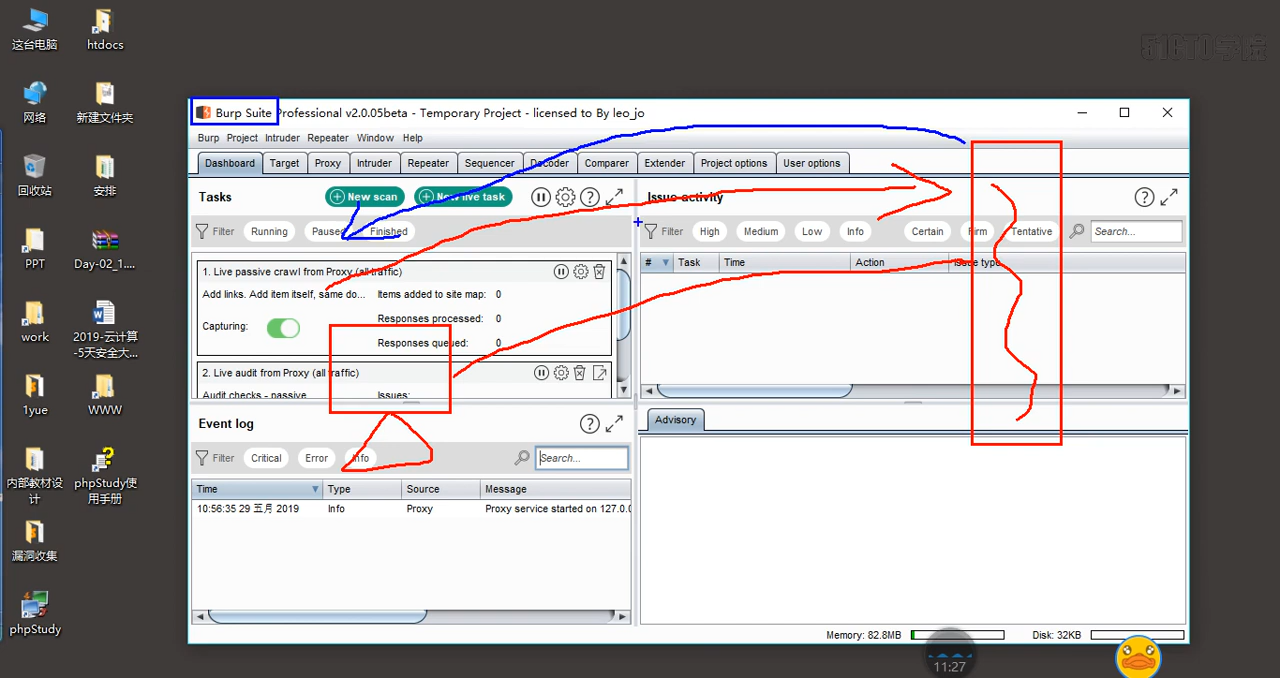 这台电脑
htdocs
网络
新建文件夹
回收站
安排
PPT
Day-02_1....
work
2019-云计算
-5天安全大...
1yue
WWW
内部教材设
计
phpStudy使
用手册
漏洞收集
phpStudy
51CTO学院
Burp Suite Professional v2.0.05beta - Temporary Project - licensed to By leo_jo
Burp Project Intruder Repeater Window Help
Dashboard Target Proxy Intruder Repeater Sequencer Decoder Comparer Extender Project options User options
Tasks
New scan
New live task
Filter Running Paused Finished
1. Live passive crawl from Proxy (all traffic)
Add links. Add item itself, same do...
Items added to site map: 0
Responses processed: 0
Capturing:
Responses queued: 0
2. Live audit from Proxy (all traffic)
Audit checks - passive
Issues:
Event log
Filter Critical Error Info
Search...
Time Type Source Message
10:56:35 29 五月 2019 Info Proxy Proxy service started on 127.0.0
Issue activity
Filter High Medium Low Info Certain Firm Tentative
Search...
# Task Time Action Issue type
Advisory
Memory: 82.8MB
Disk: 32KB
11:27